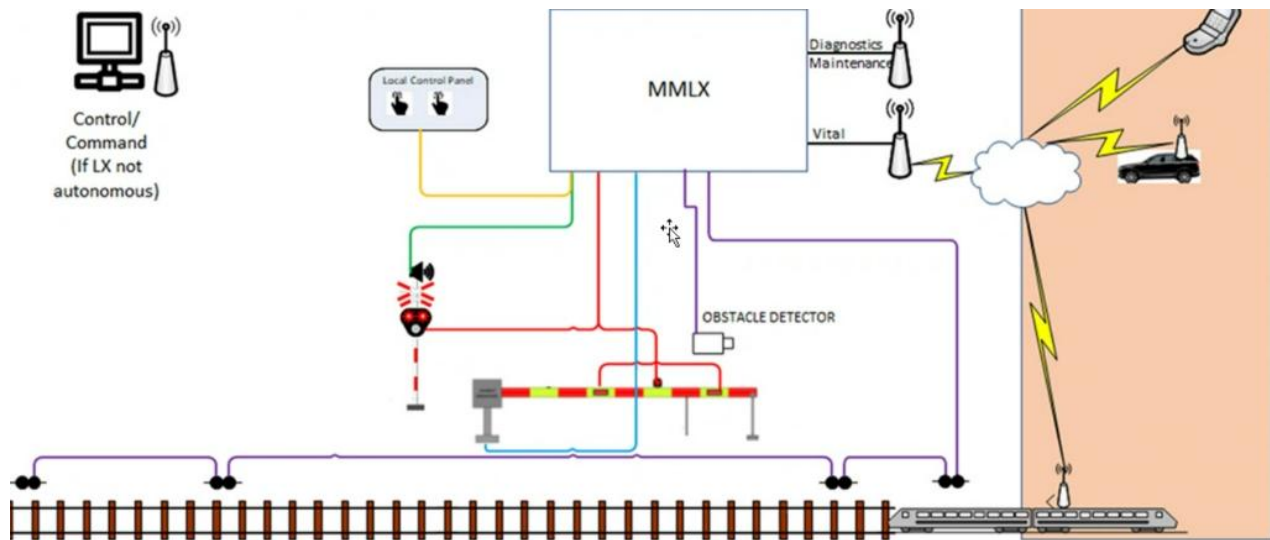 Control/
Command
(If LX not
autonomous)
Local Control Panel
MMLX
Diagnostics
Maintenance
Vital
OBSTACLE DETECTOR